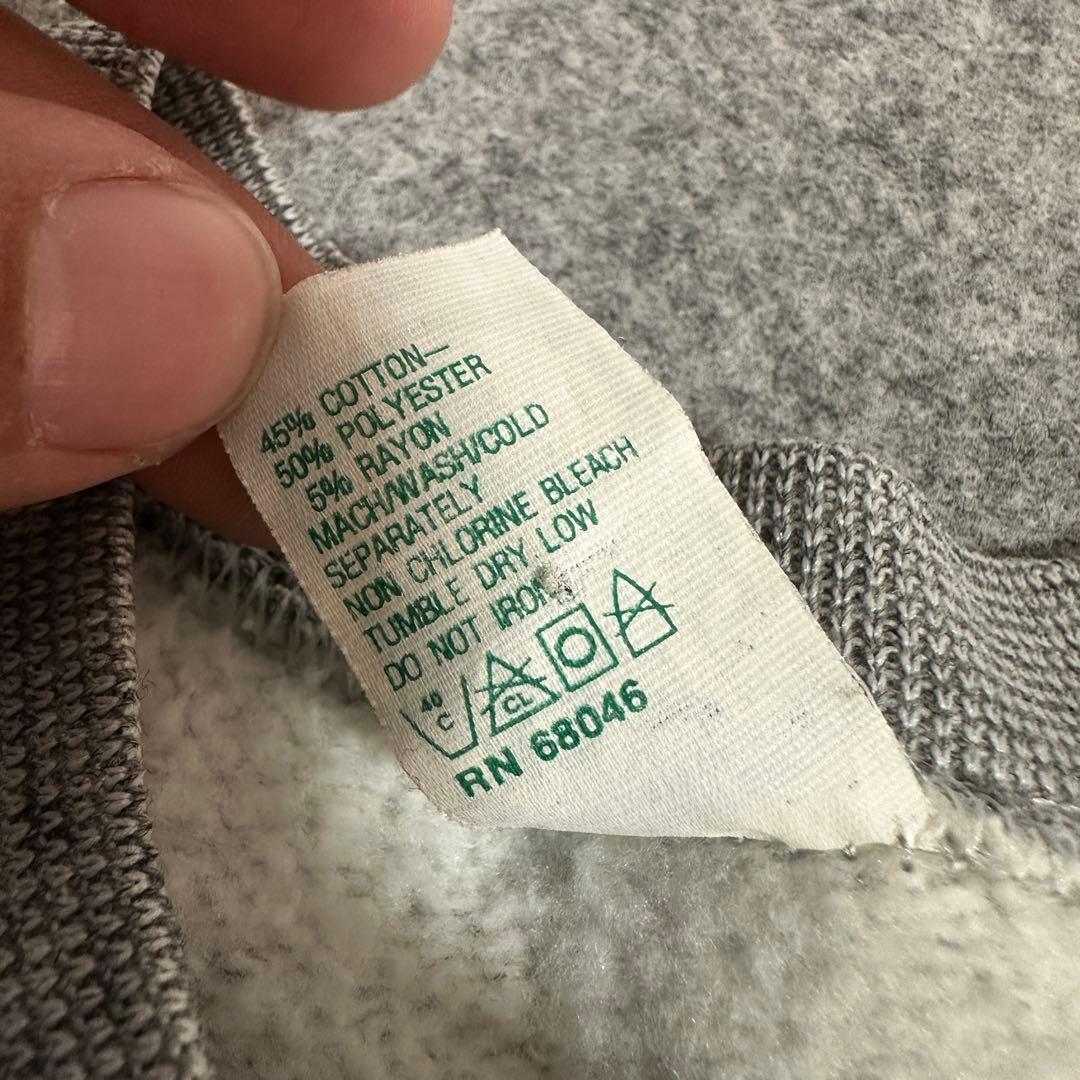 45% COTTON—
50% POLYESTER
5% RAYON
MACH/WASH/COLD
SEPARATELY
NON CHLORINE BLEACH
TUMBLE DRY LOW
DO NOT IRON
40
C
CL
RN 68046